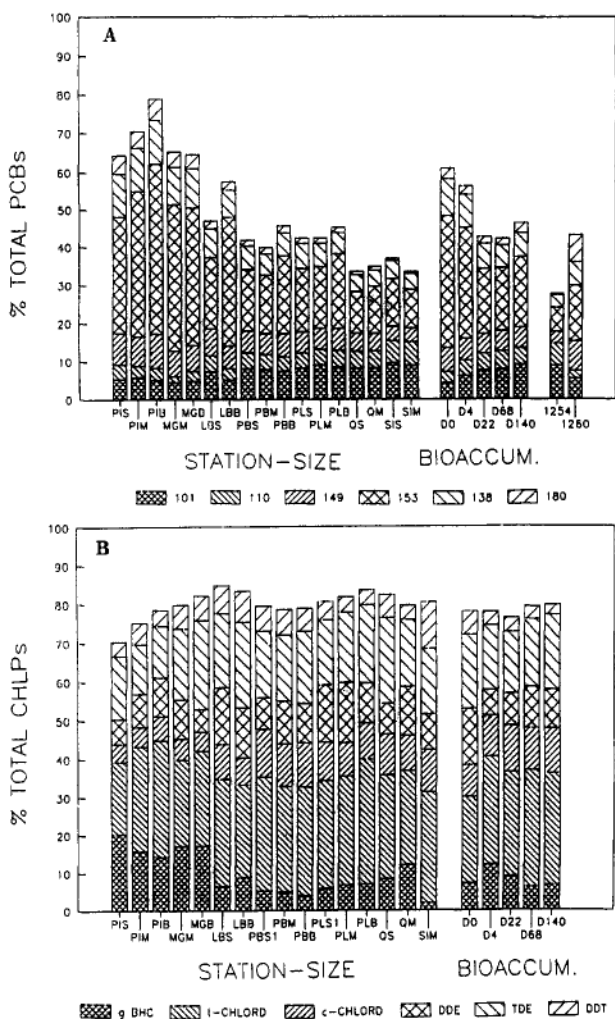 A
% TOTAL PCBs
100
90
80
70
60
50
40
30
20
10
0
PIS PIB MGD LBB PBM PLS PLB QM SIM D4 D68 1254
PIM MGM LBS PBS PBB PLM QS SIS D0 D22 D140 1260
STATION-SIZE BIOACCUM.
101 110 149 153 138 180
B
% TOTAL CHLPs
100
90
80
70
60
50
40
30
20
10
0
PIS PIB MGB LBB PBM PLS1 PLB QM D0 D22 D140
PIM MGM LBS PBS1 PBB PLM QS SIM D4 D68
STATION-SIZE BIOACCUM.
g BHC t-CHLORD c-CHLORD DDE TDE DDT